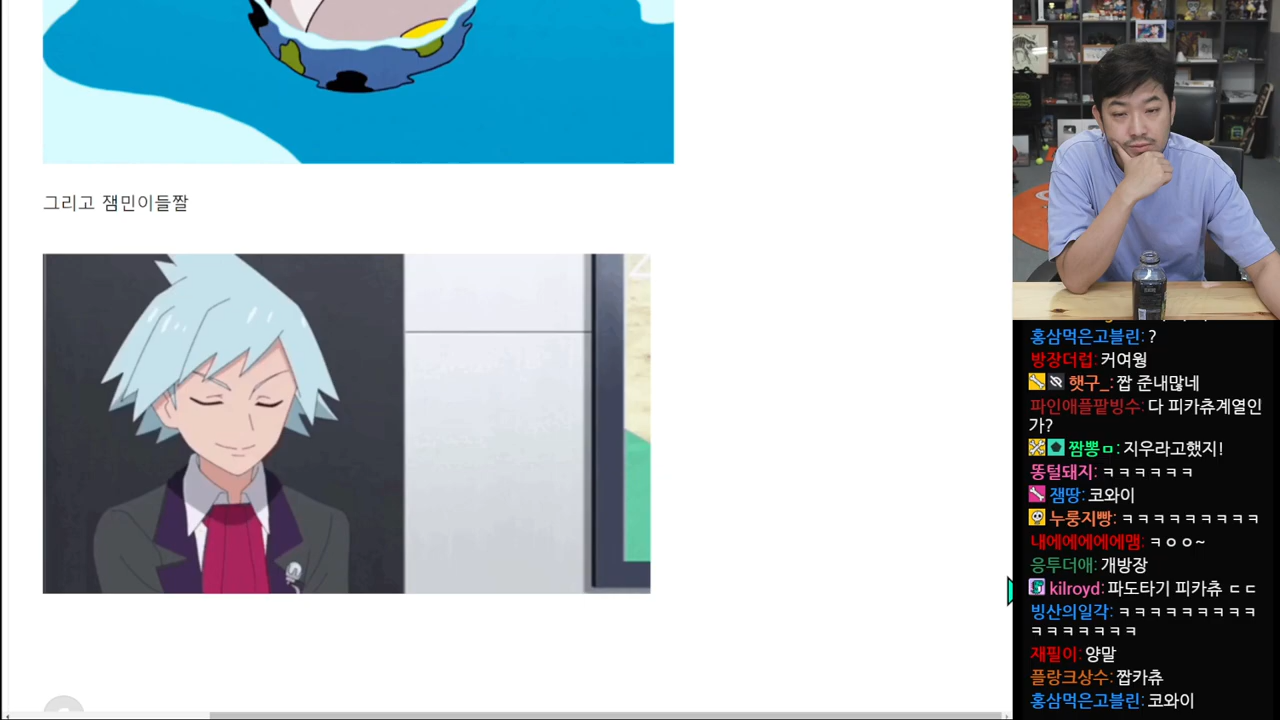 그리고 잼민이들짤
홍삼먹은고블린: ?
방장더럽: 커여웡
햇구_: 짭 준내많네
파인애플팥빙수: 다 피카츄계열인
가?
짬뽕ㅁ: 지우라고했지!
똥털돼지: ㅋㅋㅋㅋㅋㅋ
잼땅: 코와이
누룽지빵: ㅋㅋㅋㅋㅋㅋㅋㅋㅋ
내에에에에에맴: ㅋㅇㅇ~
응투더애: 개방장
kilroyd: 파도타기 피카츄 ㄷㄷ
빙산의일각: ㅋㅋㅋㅋㅋㅋㅋㅋㅋ
ㅋㅋㅋㅋㅋㅋㅋ
재필이: 양말
플랑크상수: 짭카츄
홍삼먹은고블린: 코와이